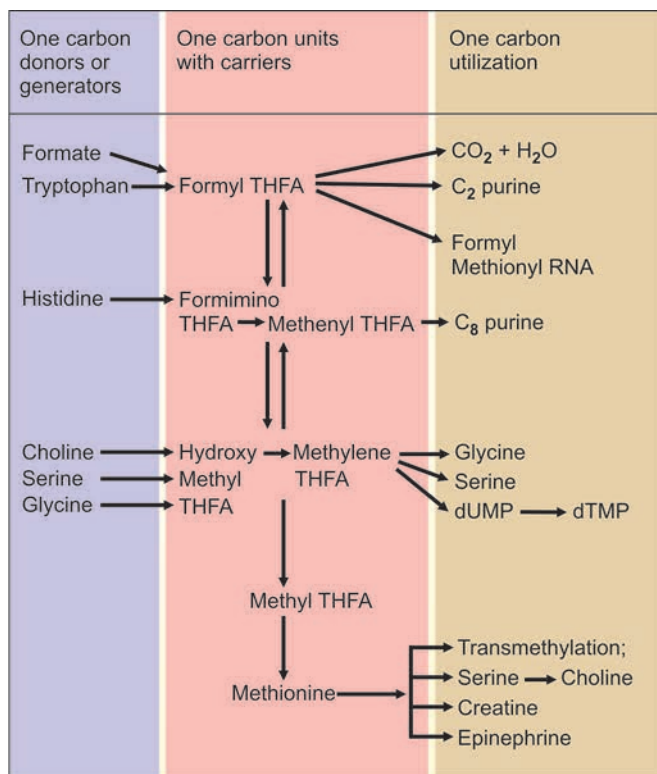 One carbon
donors or
generators
One carbon units
with carriers
One carbon
utilization
Formate
Tryptophan
Formyl THFA
CO₂ + H₂O
C₂ purine
Formyl
Methionyl RNA
Histidine
Formimino
THFA
Methenyl THFA
C₈ purine
Choline
Serine
Glycine
Hydroxy
Methyl
THFA
Methylene
THFA
Glycine
Serine
dUMP
dTMP
Methyl THFA
Methionine
Transmethylation;
Serine
Choline
Creatine
Epinephrine